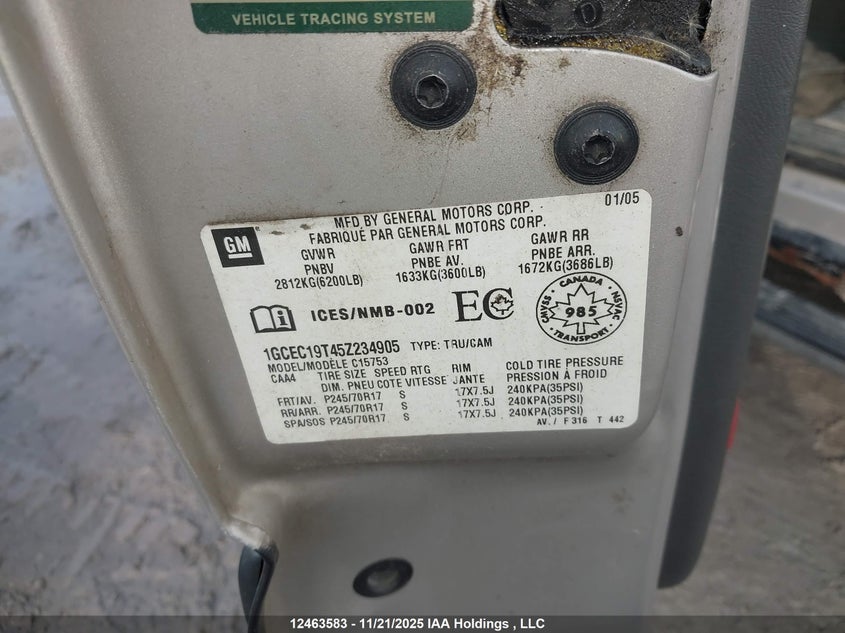 VEHICLE TRACING SYSTEM
MFD BY GENERAL MOTORS CORP. 01/05
FABRIQUÉ PAR GENERAL MOTORS CORP.
GM
GVWR GAWR FRT GAWR RR
PNBV PNBE AV. PNBE ARR.
2812KG(6200LB) 1633KG(3600LB) 1672KG(3686LB)
ICES/NMB-002 EC
CANADA
SNVAC 985 NSVAC
TRANSPORT
1GCEC19T45Z234905 TYPE: TRU/CAM
MODEL/MODÈLE C15753
CAA4 TIRE SIZE SPEED RTG RIM COLD TIRE PRESSURE
DIM. PNEU COTE VITESSE JANTE PRESSION À FROID
FRT/AV. P245/70R17 S 17X7.5J 240KPA(35PSI)
RR/ARR. P245/70R17 S 17X7.5J 240KPA(35PSI)
SPA/SOS P245/70R17 S 17X7.5J 240KPA(35PSI)
AV./ F316 T 442
12463583 - 11/21/2025 IAA Holdings , LLC